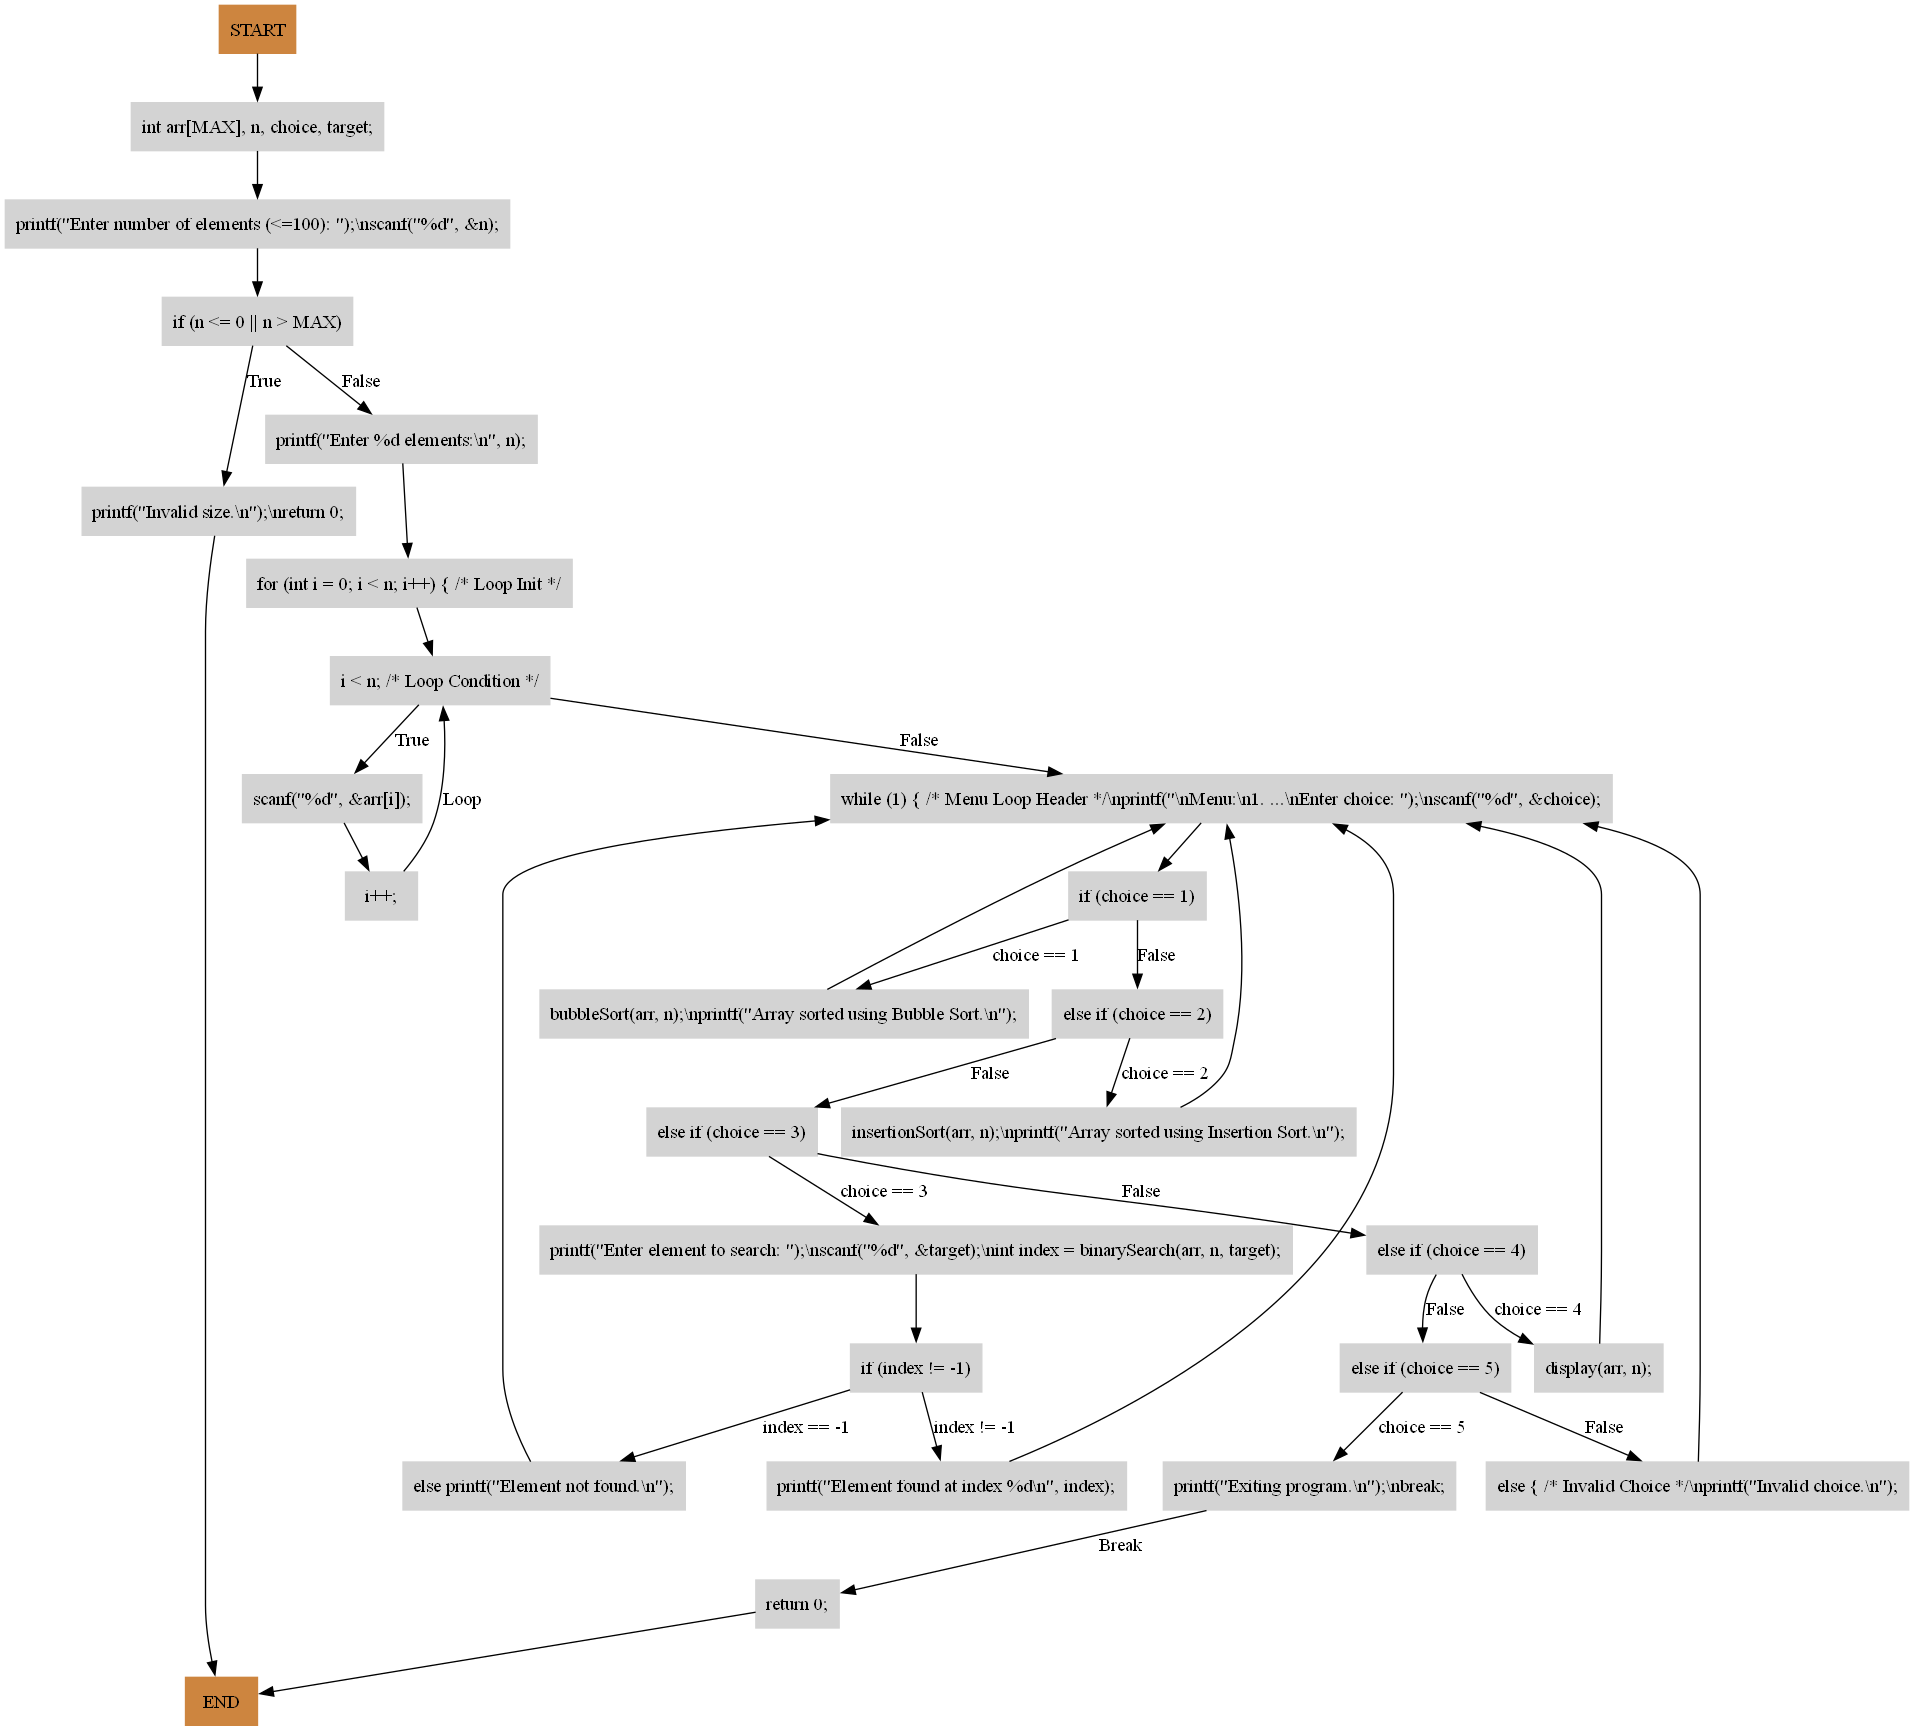 START
int arr[MAX], n, choice, target;
printf("Enter number of elements (<=100): ");\nscanf("%d", &n);
if (n <= 0 || n > MAX)
True
False
printf("Enter %d elements:\n", n);
printf("Invalid size.\n");\nreturn 0;
for (int i = 0; i < n; i++) { /* Loop Init */
i < n; /* Loop Condition */
True
False
scanf("%d", &arr[i]);
Loop
while (1) { /* Menu Loop Header */\nprintf("\nMenu:\n1. ...\nEnter choice: ");\nscanf("%d", &choice);
i++;
if (choice == 1)
choice == 1
False
bubbleSort(arr, n);\nprintf("Array sorted using Bubble Sort.\n");
else if (choice == 2)
False
choice == 2
else if (choice == 3)
insertionSort(arr, n);\nprintf("Array sorted using Insertion Sort.\n");
choice == 3
False
printf("Enter element to search: ");\nscanf("%d", &target);\nint index = binarySearch(arr, n, target);
else if (choice == 4)
False
choice == 4
if (index != -1)
else if (choice == 5)
display(arr, n);
index == -1
index != -1
choice == 5
False
else printf("Element not found.\n");
printf("Element found at index %d\n", index);
printf("Exiting program.\n");\nbreak;
else { /* Invalid Choice */\nprintf("Invalid choice.\n");
Break
return 0;
END